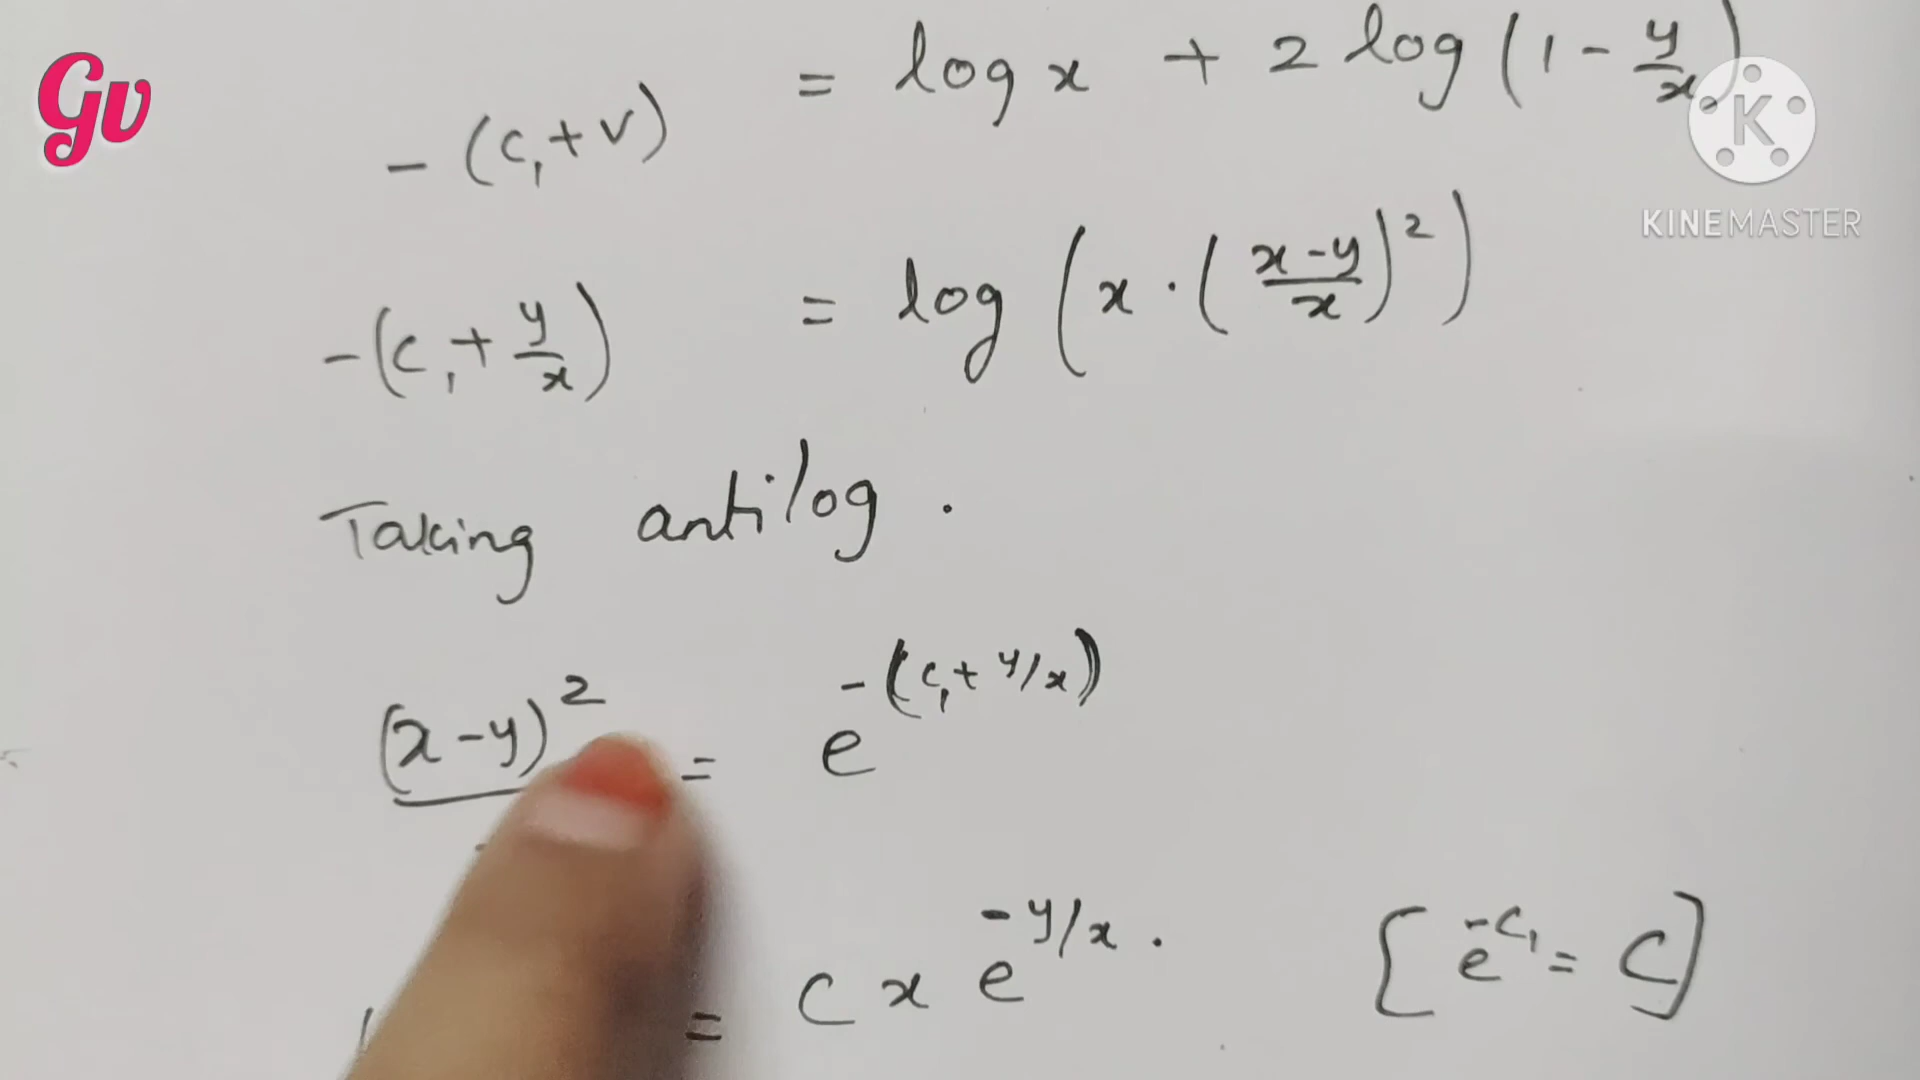 Gv
= log x + 2 log (1 - y/x)
- (c₁ + v)
K
KINEMASTER
-(c₁ + y/x) = log (x · ((x-y)/x)²)
Taking antilog.
(x-y)² = e^-(c₁ + y/x)
= c x e^-y/x . [e^-c₁ = C]